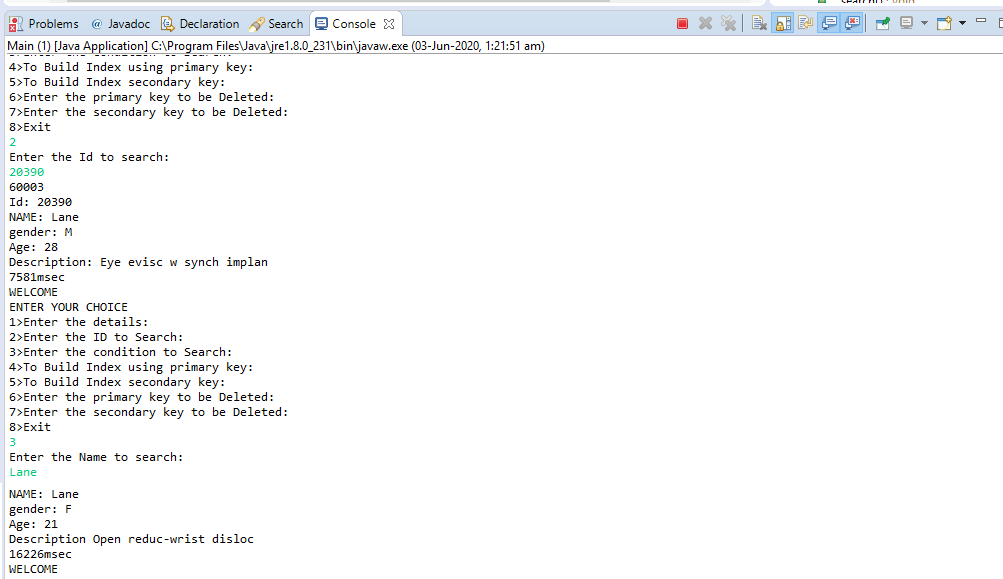 Problems @ Javadoc Declaration Search Console
Main (1) [Java Application] C:\Program Files\Java\jre1.8.0_231\bin\javaw.exe (03-Jun-2020, 1:21:51 am)
4>To Build Index using primary key:
5>To Build Index secondary key:
6>Enter the primary key to be Deleted:
7>Enter the secondary key to be Deleted:
8>Exit
2
Enter the Id to search:
20390
60003
Id: 20390
NAME: Lane
gender: M
Age: 28
Description: Eye evisc w synch implan
7581msec
WELCOME
ENTER YOUR CHOICE
1>Enter the details:
2>Enter the ID to Search:
3>Enter the condition to Search:
4>To Build Index using primary key:
5>To Build Index secondary key:
6>Enter the primary key to be Deleted:
7>Enter the secondary key to be Deleted:
8>Exit
3
Enter the Name to search:
Lane
NAME: Lane
gender: F
Age: 21
Description Open reduc-wrist disloc
16226msec
WELCOME